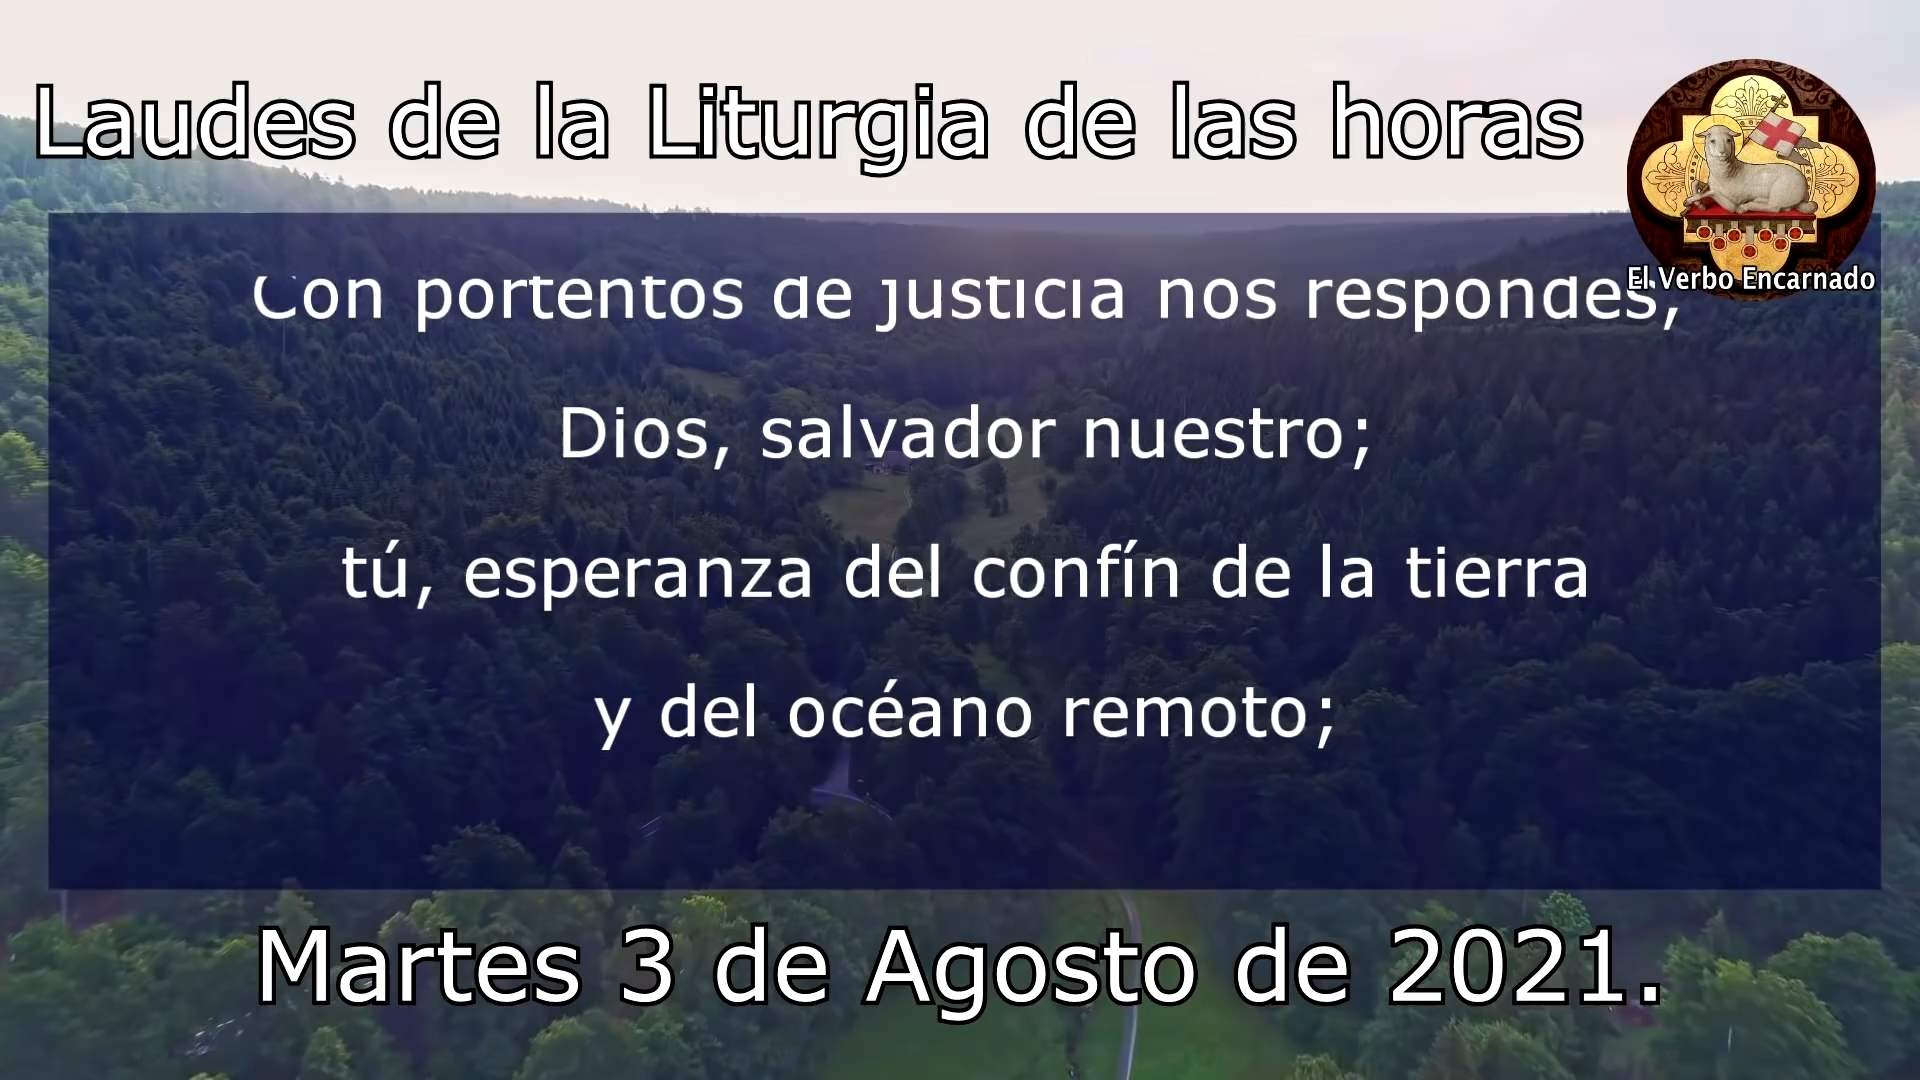 Laudes de la Liturgia de las horas
El Verbo Encarnado
Con portentos de justicia nos respondes,
Dios, salvador nuestro;
tú, esperanza del confín de la tierra
y del océano remoto;
Martes 3 de Agosto de 2021.